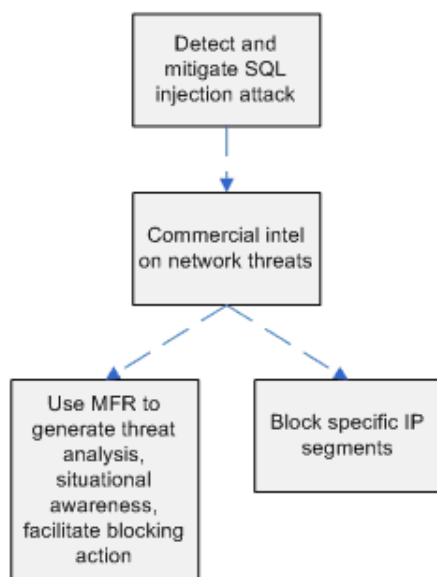 Detect and
mitigate SQL
injection attack
Commercial intel
on network threats
Use MFR to
generate threat
analysis,
situational
awareness,
facilitate blocking
action
Block specific IP
segments